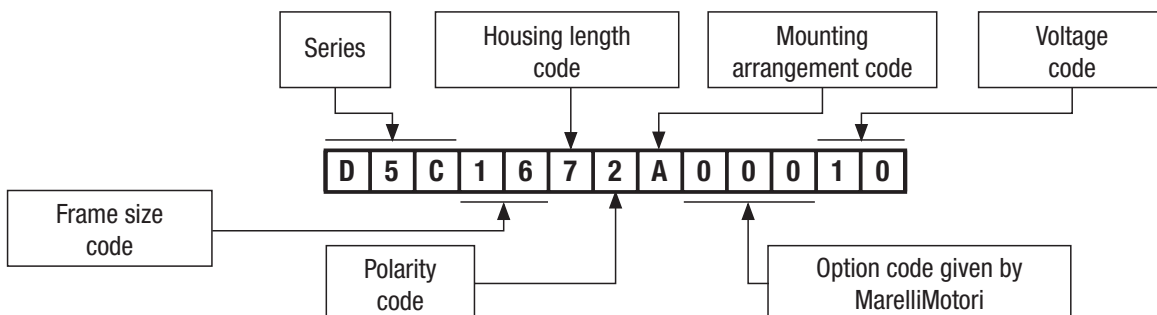 Series
Housing length
code
Mounting
arrangement code
Voltage
code
D 5 C 1 6 7 2 A 0 0 0 1 0
Frame size
code
Polarity
code
Option code given by
MarelliMotori